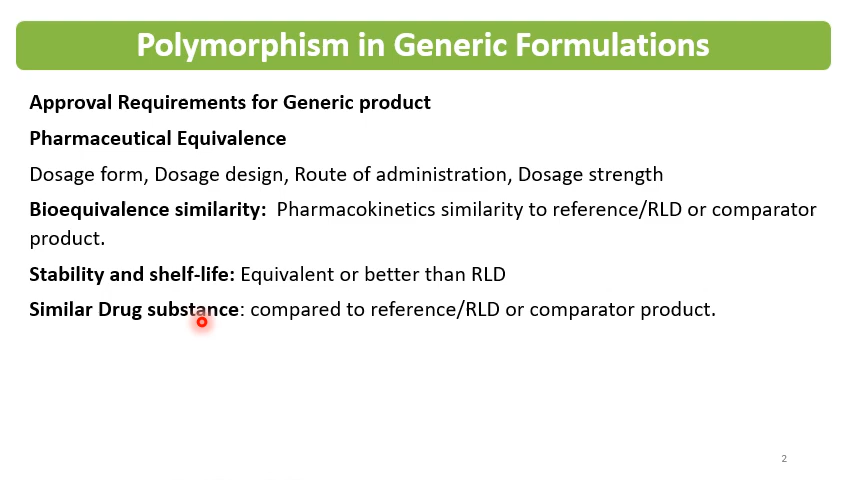 Polymorphism in Generic Formulations
Approval Requirements for Generic product
Pharmaceutical Equivalence
Dosage form, Dosage design, Route of administration, Dosage strength
Bioequivalence similarity: Pharmacokinetics similarity to reference/RLD or comparator
product.
Stability and shelf-life: Equivalent or better than RLD
Similar Drug substance: compared to reference/RLD or comparator product.
2